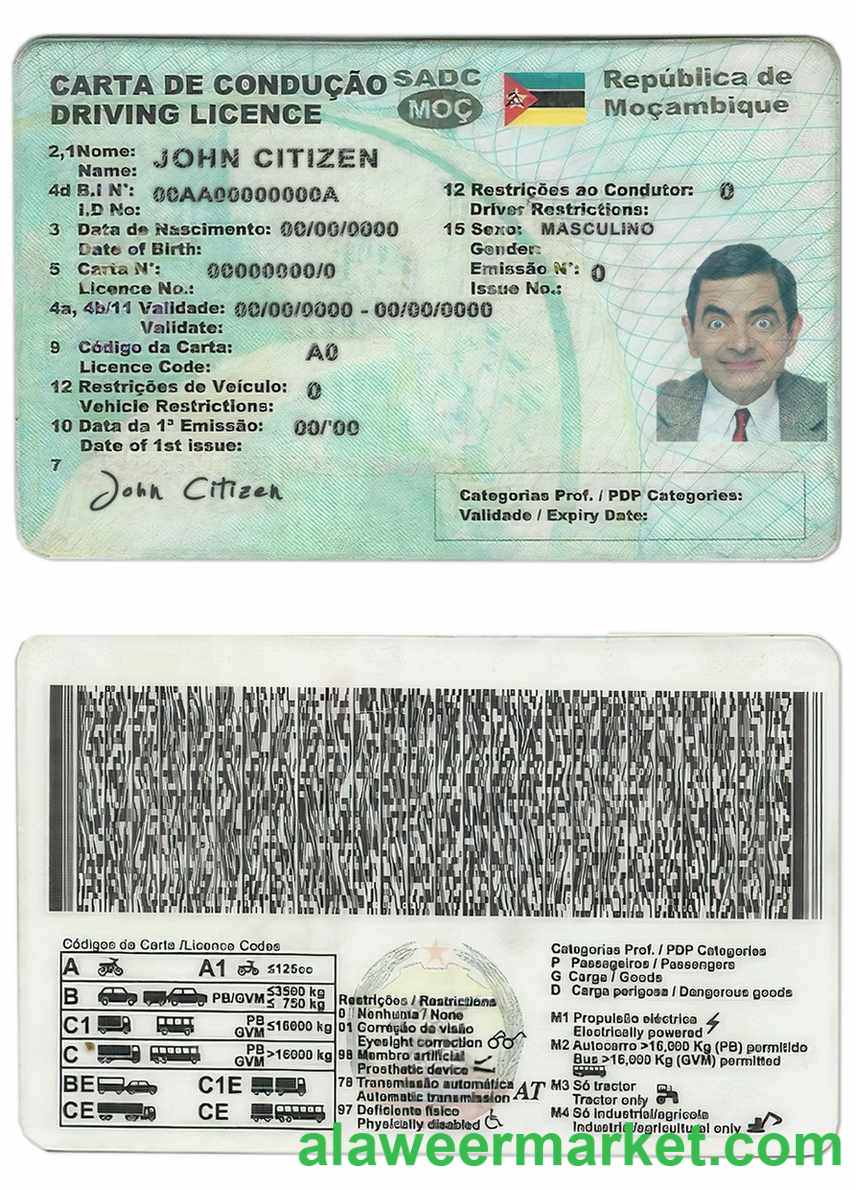 CARTA DE CONDUÇÃO SADC República de
DRIVING LICENCE MOÇ Moçambique
2,1 Nome: JOHN CITIZEN
Name:
4d B.I Nº: 00AA00000000A
I.D No:
12 Restrições ao Condutor: 0
Driver Restrictions:
3 Data de Nascimento: 00/00/0000
Date of Birth:
15 Sexo: MASCULINO
Gender:
5 Carta Nº: 00000000/0
Licence No.:
Emissão Nº: 0
Issue No.:
4a, 4b/11 Validade: 00/00/0000 - 00/00/0000
Validate:
9 Código da Carta: A0
Licence Code:
12 Restrições de Veículo: 0
Vehicle Restrictions:
10 Data da 1ª Emissão: 00/'00
Date of 1st issue:
7
John Citizen
Categorias Prof. / PDP Categories:
Validade / Expiry Date:
Códigos da Carta /Licence Codes
A A1 ≤125cc
B PB/GVM ≤3500 kg ≤ 750 kg
C1 PB GVM ≤16000 kg
C PB GVM >16000 kg
BE C1E
CE CE
Restrições / Restrictions
0 Nenhuma / None
01 Correção da visão
Eyesight correction
98 Membro artificial
Prosthetic device
78 Transmissão automática AT
Automatic transmission
97 Deficiente físico
Physically disabled
Categorias Prof. / PDP Categories
P Passageiros / Passengers
G Carga / Goods
D Carga perigosa / Dangerous goods
M1 Propulsão eléctrica
Electrically powered
M2 Autocarro >16,000 Kg (PB) permitido
Bus >16,000 Kg (GVM) permitted
M3 Só tractor
Tractor only
M4 Só industrial/agrícola
Industrial/agricultural only
alaweermarket.com